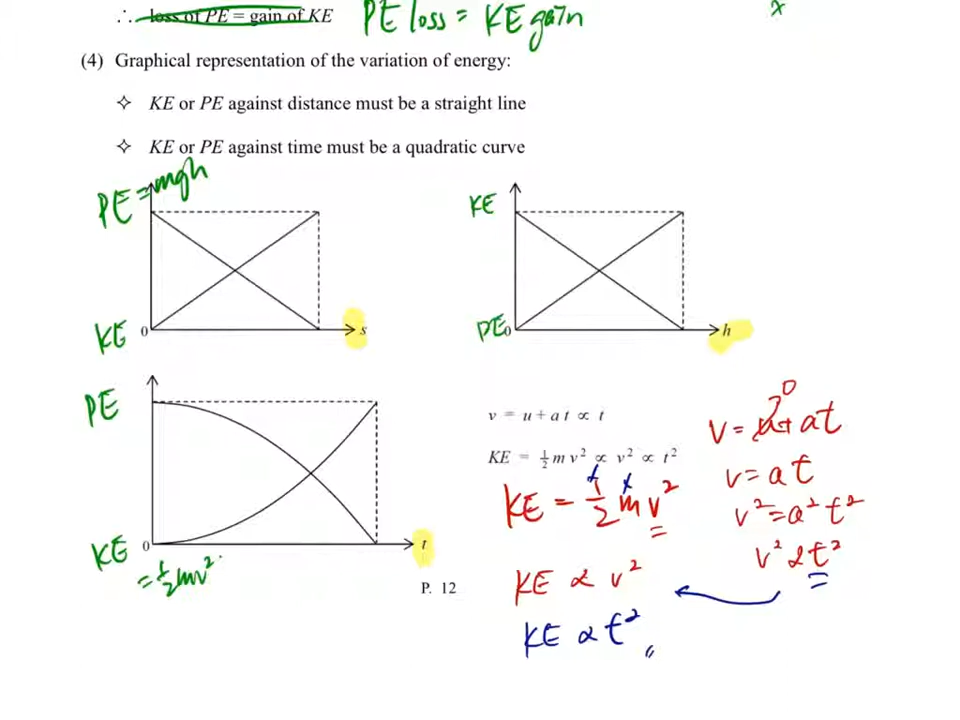 ∴ loss of PE = gain of KE PE loss = KE gain
x
(4) Graphical representation of the variation of energy:
✧ KE or PE against distance must be a straight line
✧ KE or PE against time must be a quadratic curve
PE = mgh
KE 0 s
KE
PE 0 h
PE
KE 0 t
= ½mv²
v = u + a t ∝ t
KE = ½ m v² ∝ v² ∝ t²
KE = ½ m v²
x x
KE ∝ v²
KE ∝ t²
0
v = u + at
v = at
v² = a² t²
v² ∝ t²
P. 12